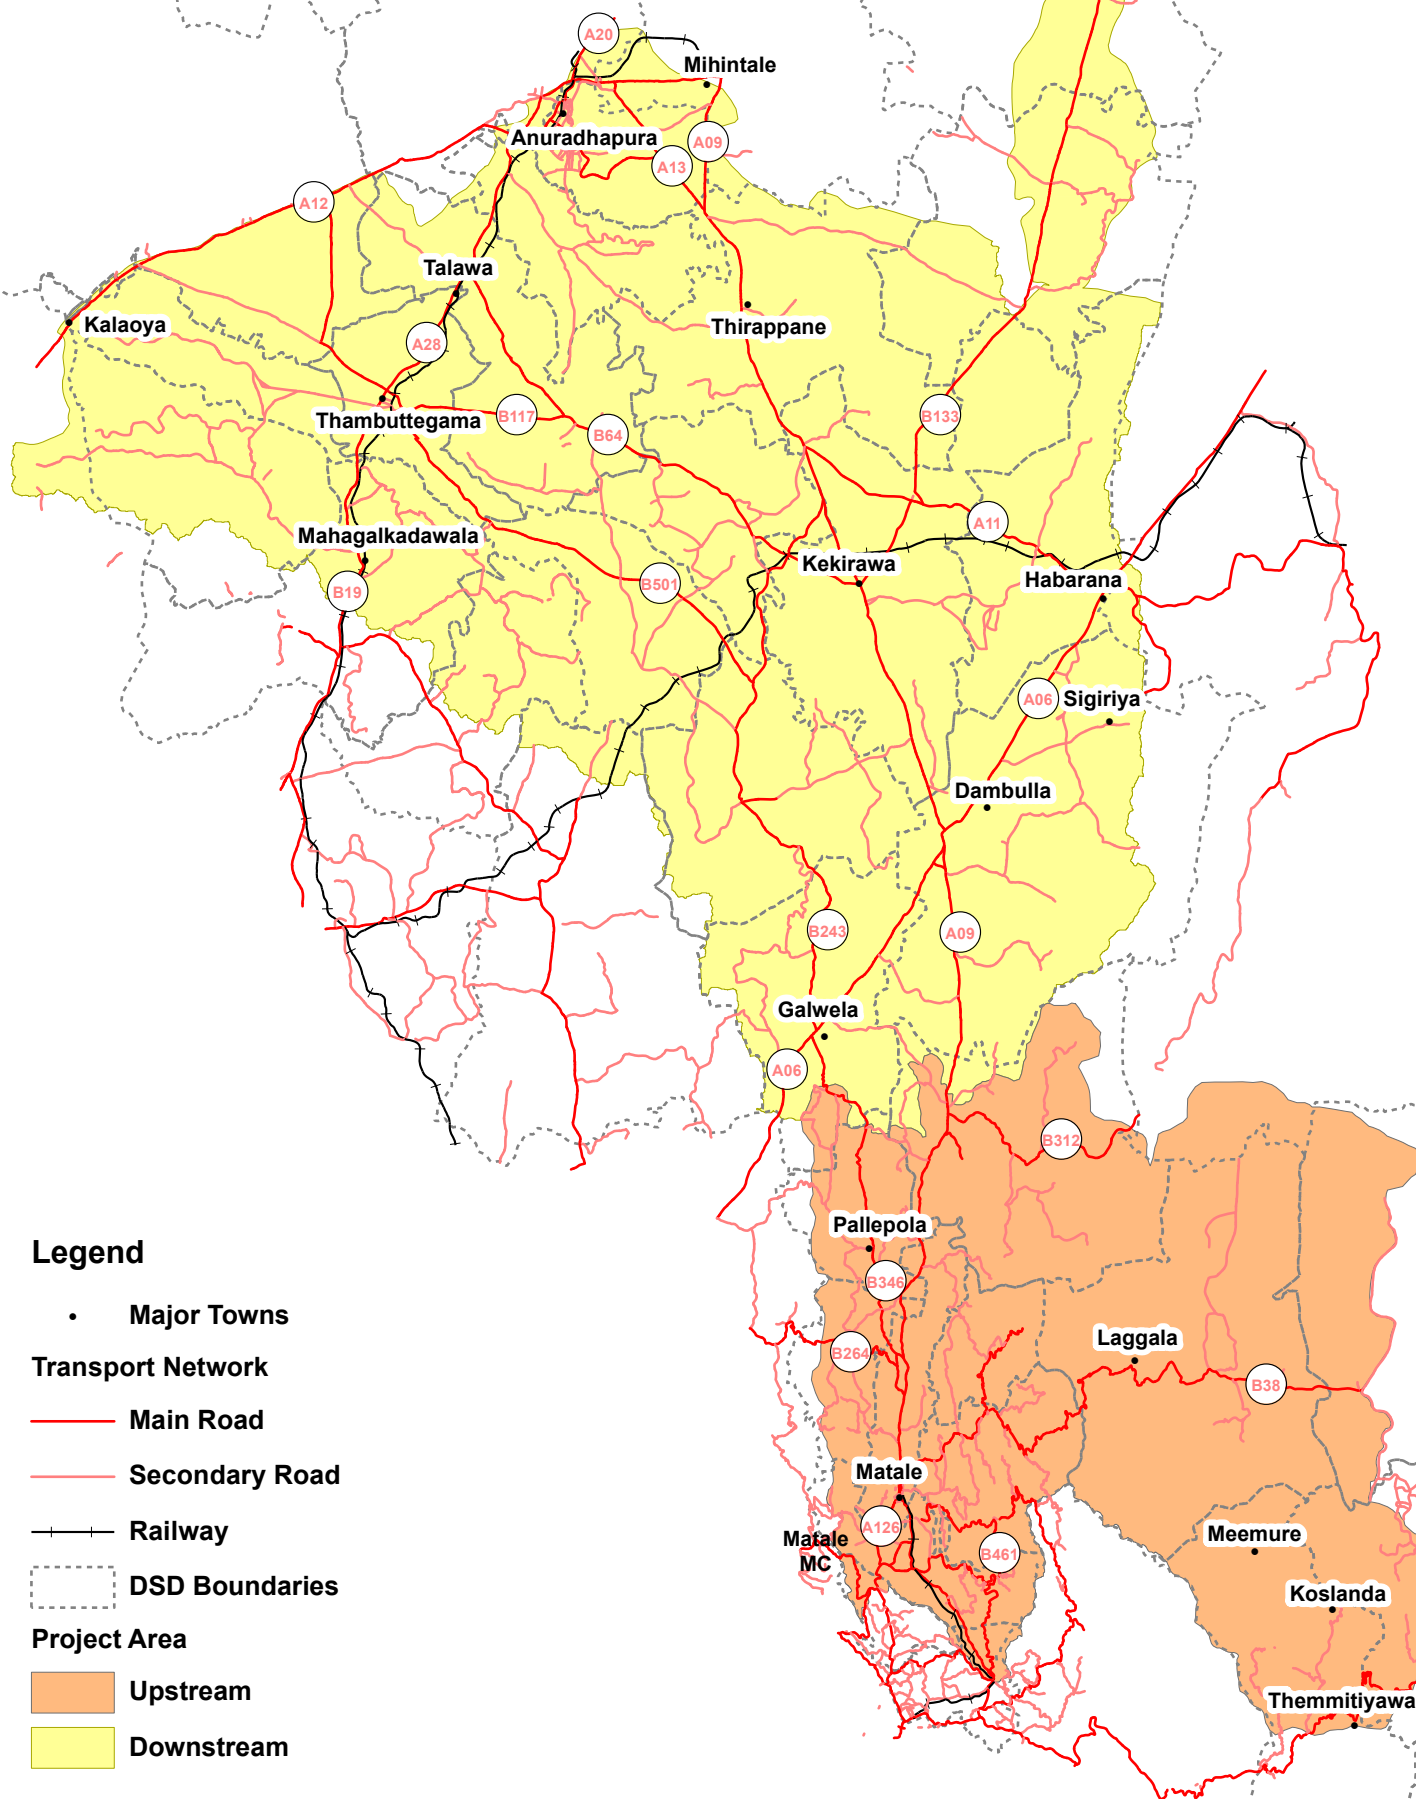 A20
Mihintale
Anuradhapura
A09
A13
A12
Talawa
Kalaoya
Thirappane
A28
Thambuttegama
B117
B64
B133
A11
Mahagalkadawala
Kekirawa
Habarana
B19
B501
A06
Sigiriya
Dambulla
B243
A09
Galwela
A06
B312
Pallepola
B346
Laggala
B264
B38
Matale
A126
Matale
MC
B461
Meemure
Koslanda
Themmitiyawa
Legend
Major Towns
Transport Network
Main Road
Secondary Road
Railway
DSD Boundaries
Project Area
Upstream
Downstream